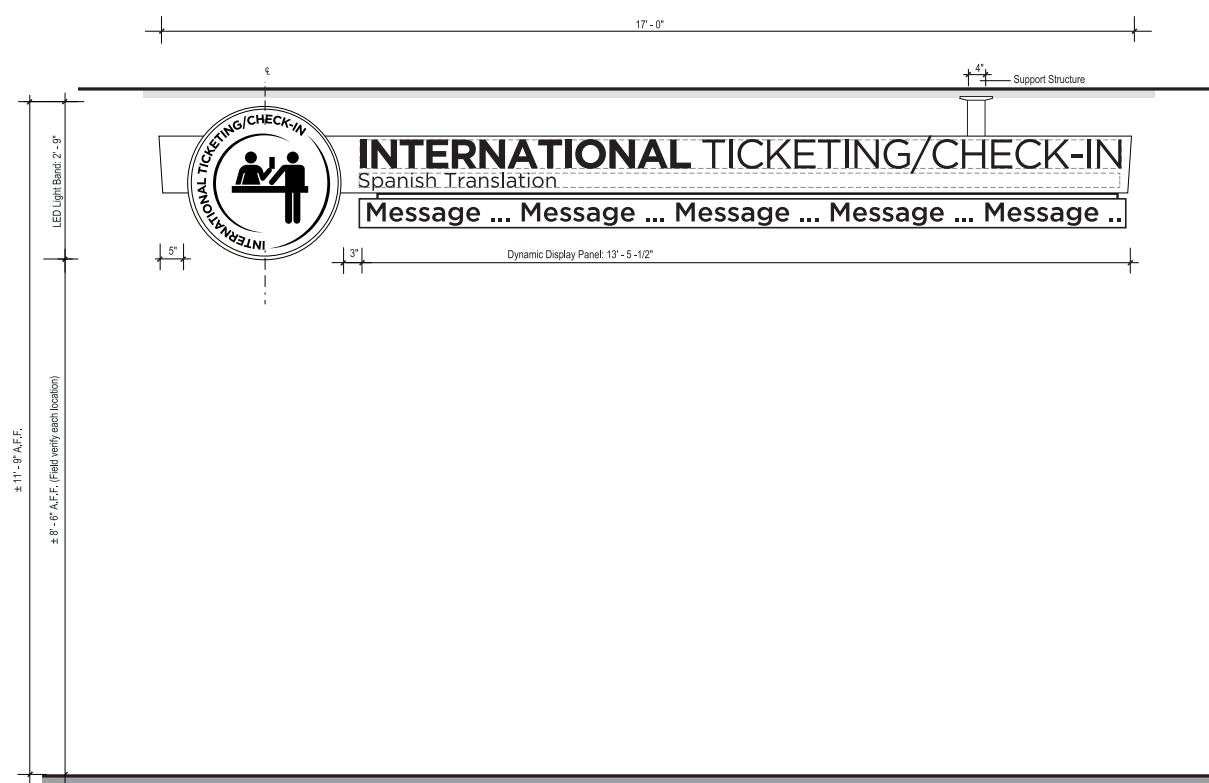 17' - 0"
℄
4"
Support Structure
INTERNATIONAL TICKETING/CHECK-IN
INTERNATIONAL TICKETING/CHECK-IN
Spanish Translation
Message ... Message ... Message ... Message ... Message ..
LED Light Band: 2' - 9"
5"
3"
Dynamic Display Panel: 13' - 5 -1/2"
± 11' - 9" A.F.F.
± 8' - 6" A.F.F. (Field verify each location)